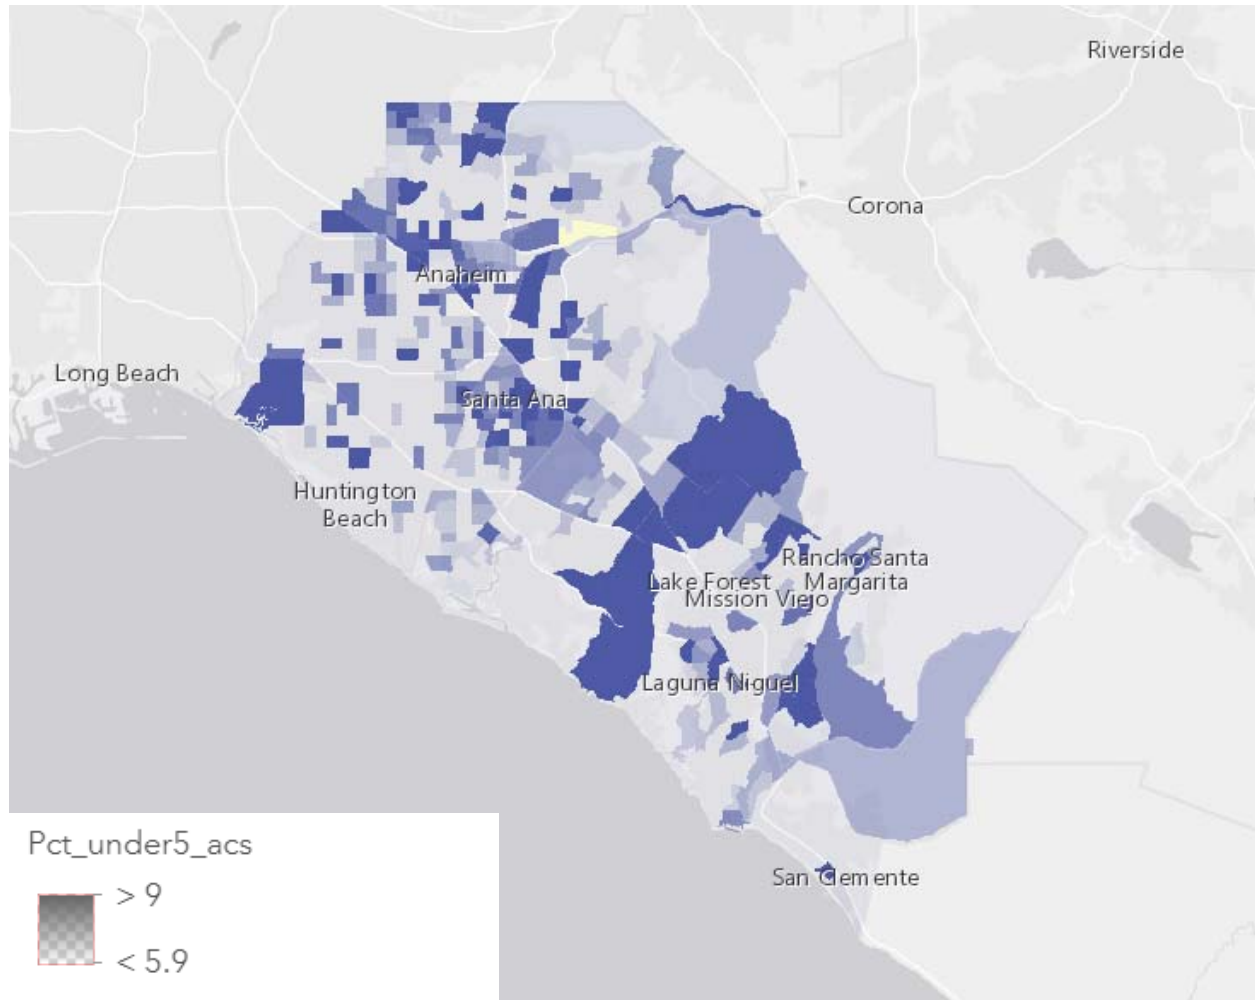 Riverside
Corona
Anaheim
Long Beach
Santa Ana
Huntington
Beach
Rancho Santa
Margarita
Lake Forest
Mission Viejo
Laguna Niguel
San Clemente
Pct_under5_acs
> 9
< 5.9